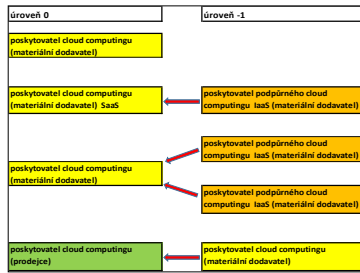 úroveň 0
úroveň -1
poskytovatel cloud computingu
(materiální dodavatel)
poskytovatel cloud computingu
(materiální dodavatel) SaaS
poskytovatel podpůrného cloud
computingu IaaS (materiální dodavatel)
poskytovatel podpůrného cloud
computingu IaaS (materiální dodavatel)
poskytovatel cloud computingu
(materiální dodavatel)
poskytovatel podpůrného cloud
computingu IaaS (materiální dodavatel)
poskytovatel cloud computingu
(prodejce)
poskytovatel cloud computingu
(materiální dodavatel)